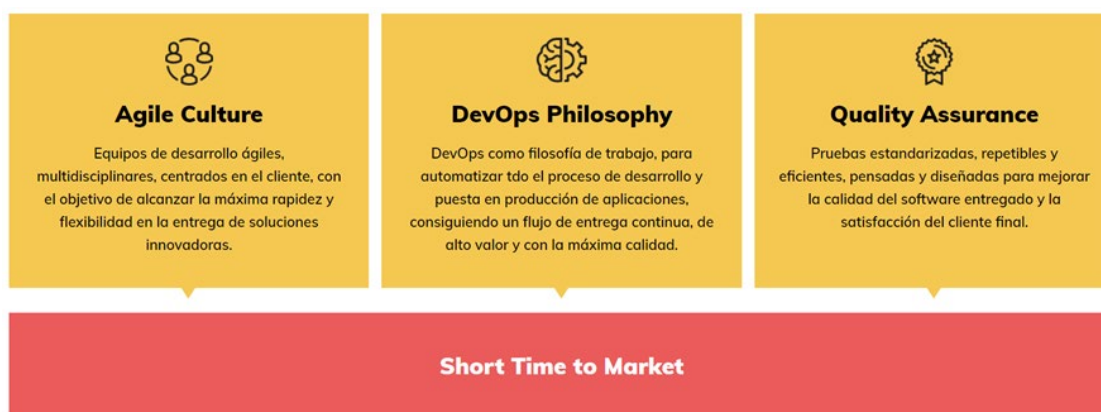 Agile Culture
Equipos de desarrollo ágiles,
multidisciplinares, centrados en el cliente, con
el objetivo de alcanzar la máxima rapidez y
flexibilidad en la entrega de soluciones
innovadoras.
DevOps Philosophy
DevOps como filosofía de trabajo, para
automatizar tdo el proceso de desarrollo y
puesta en producción de aplicaciones,
consiguiendo un flujo de entrega continua, de
alto valor y con la máxima calidad.
Quality Assurance
Pruebas estandarizadas, repetibles y
eficientes, pensadas y diseñadas para mejorar
la calidad del software entregado y la
satisfacción del cliente final.
Short Time to Market